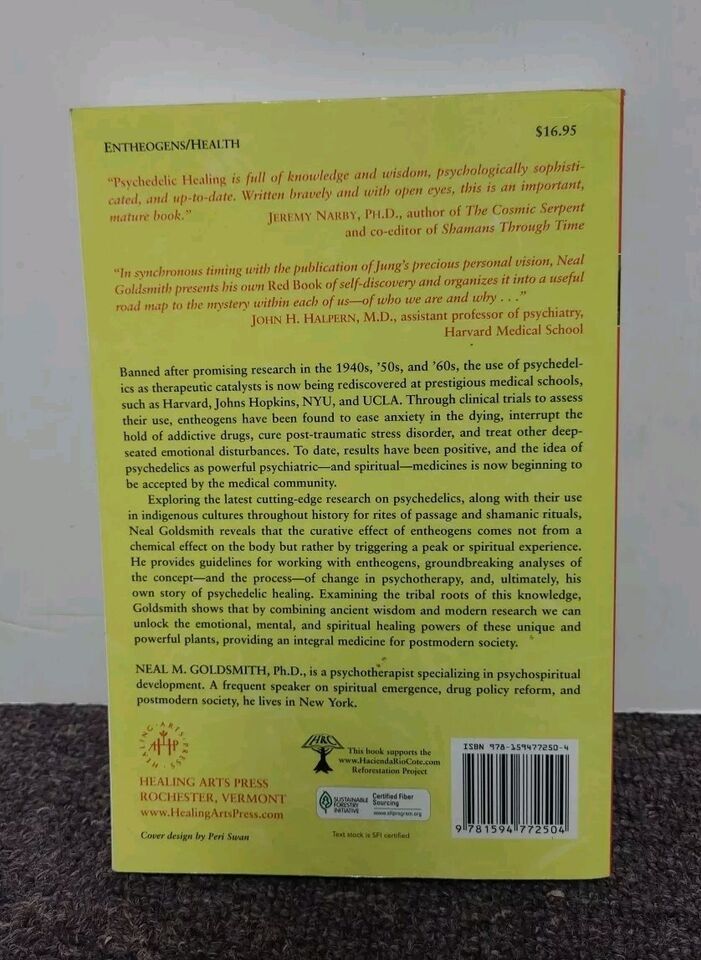 ENTHEOGENS/HEALTH
$16.95
“Psychedelic Healing is full of knowledge and wisdom, psychologically sophisti-
cated, and up-to-date. Written bravely and with open eyes, this is an important,
mature book.”
JEREMY NARBY, PH.D., author of The Cosmic Serpent
and co-editor of Shamans Through Time
“In synchronous timing with the publication of Jung's precious personal vision, Neal
Goldsmith presents his own Red Book of self-discovery and organizes it into a useful
road map to the mystery within each of us—of who we are and why . . .”
JOHN H. HALPERN, M.D., assistant professor of psychiatry,
Harvard Medical School
Banned after promising research in the 1940s, ’50s, and ’60s, the use of psychedel-
ics as therapeutic catalysts is now being rediscovered at prestigious medical schools,
such as Harvard, Johns Hopkins, NYU, and UCLA. Through clinical trials to assess
their use, entheogens have been found to ease anxiety in the dying, interrupt the
hold of addictive drugs, cure post-traumatic stress disorder, and treat other deep-
seated emotional disturbances. To date, results have been positive, and the idea of
psychedelics as powerful psychiatric—and spiritual—medicines is now beginning to
be accepted by the medical community.
Exploring the latest cutting-edge research on psychedelics, along with their use
in indigenous cultures throughout history for rites of passage and shamanic rituals,
Neal Goldsmith reveals that the curative effect of entheogens comes not from a
chemical effect on the body but rather by triggering a peak or spiritual experience.
He provides guidelines for working with entheogens, groundbreaking analyses of
the concept—and the process—of change in psychotherapy, and, ultimately, his
own story of psychedelic healing. Examining the tribal roots of this knowledge,
Goldsmith shows that by combining ancient wisdom and modern research we can
unlock the emotional, mental, and spiritual healing powers of these unique and
powerful plants, providing an integral medicine for postmodern society.
NEAL M. GOLDSMITH, Ph.D., is a psychotherapist specializing in psychospiritual
development. A frequent speaker on spiritual emergence, drug policy reform, and
postmodern society, he lives in New York.
HEALING·ARTS·PRESS
HEALING ARTS PRESS
ROCHESTER, VERMONT
www.HealingArtsPress.com
Cover design by Peri Swan
This book supports the
www.HaciendaRioCote.com
Reforestation Project
SUSTAINABLE
FORESTRY
INITIATIVE
Certified Fiber
Sourcing
www.sfiprogram.org
Text stock is SFI certified
ISBN 978-159477250-4
9 781594 772504